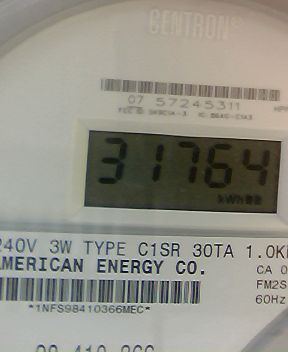 CENTRON®
07 57245311
31764
kWh
240V 3W TYPE C1SR 30TA 1.0K
AMERICAN ENERGY CO.
CA 0
FM2S
60Hz
*1NFS98410366MEC*